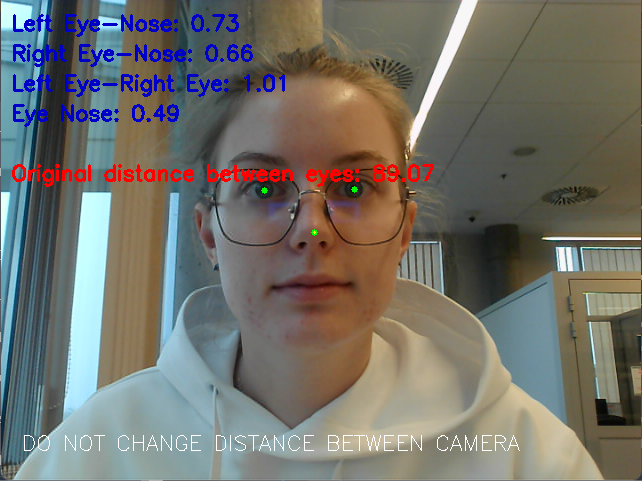 Left Eye-Nose: 0.73
Right Eye-Nose: 0.66
Left Eye-Right Eye: 1.01
Eye Nose: 0.49
Original distance between eyes: 89.07
DO NOT CHANGE DISTANCE BETWEEN CAMERA